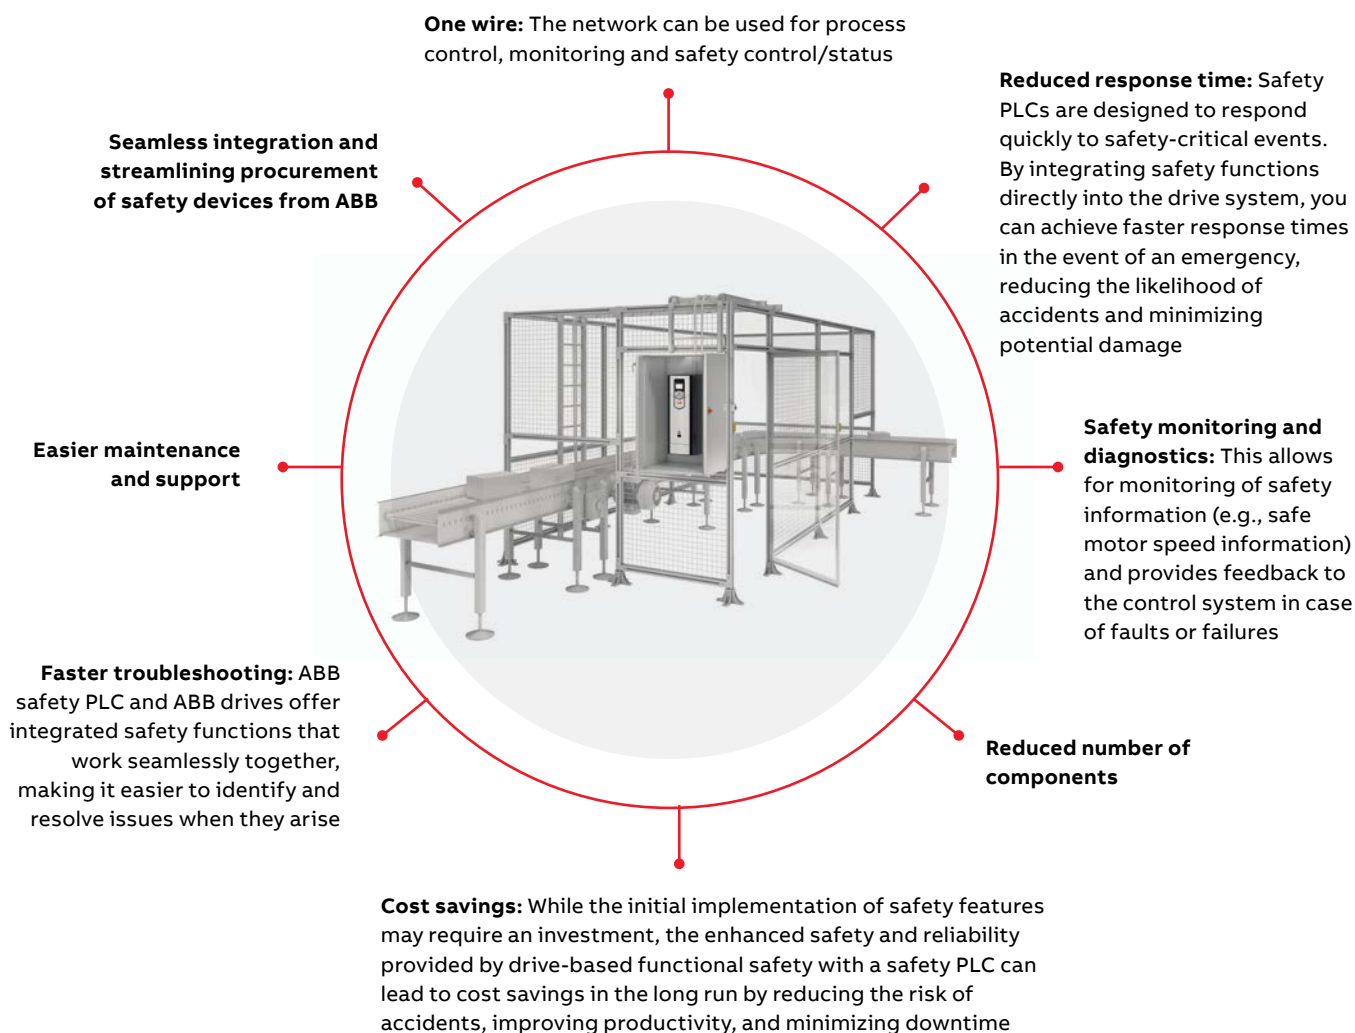 One wire: The network can be used for process
control, monitoring and safety control/status
Reduced response time: Safety
PLCs are designed to respond
quickly to safety-critical events.
By integrating safety functions
directly into the drive system, you
can achieve faster response times
in the event of an emergency,
reducing the likelihood of
accidents and minimizing
potential damage
Safety monitoring and
diagnostics: This allows
for monitoring of safety
information (e.g., safe
motor speed information)
and provides feedback to
the control system in case
of faults or failures
Reduced number of
components
Cost savings: While the initial implementation of safety features
may require an investment, the enhanced safety and reliability
provided by drive-based functional safety with a safety PLC can
lead to cost savings in the long run by reducing the risk of
accidents, improving productivity, and minimizing downtime
Faster troubleshooting: ABB
safety PLC and ABB drives offer
integrated safety functions that
work seamlessly together,
making it easier to identify and
resolve issues when they arise
Easier maintenance
and support
Seamless integration and
streamlining procurement
of safety devices from ABB